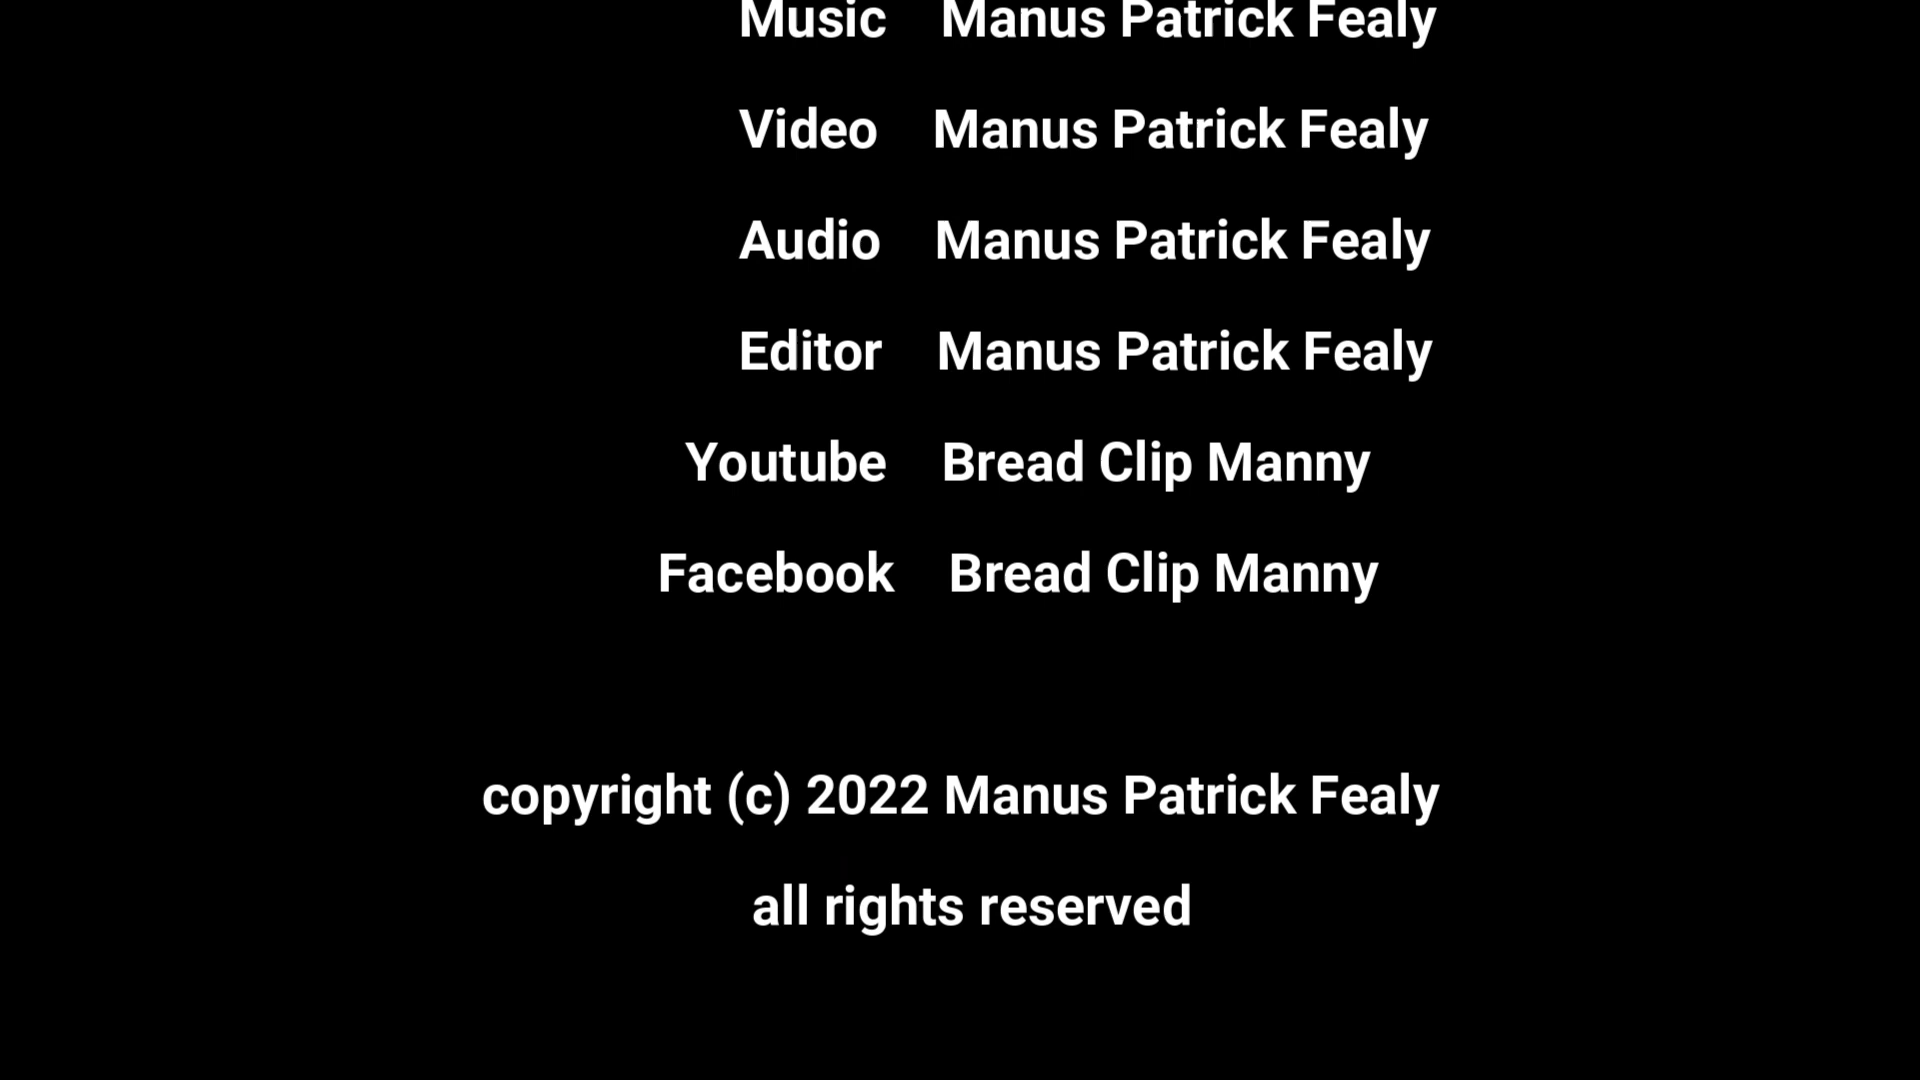 Music Manus Patrick Fealy
Video Manus Patrick Fealy
Audio Manus Patrick Fealy
Editor Manus Patrick Fealy
Youtube Bread Clip Manny
Facebook Bread Clip Manny
copyright (c) 2022 Manus Patrick Fealy
all rights reserved